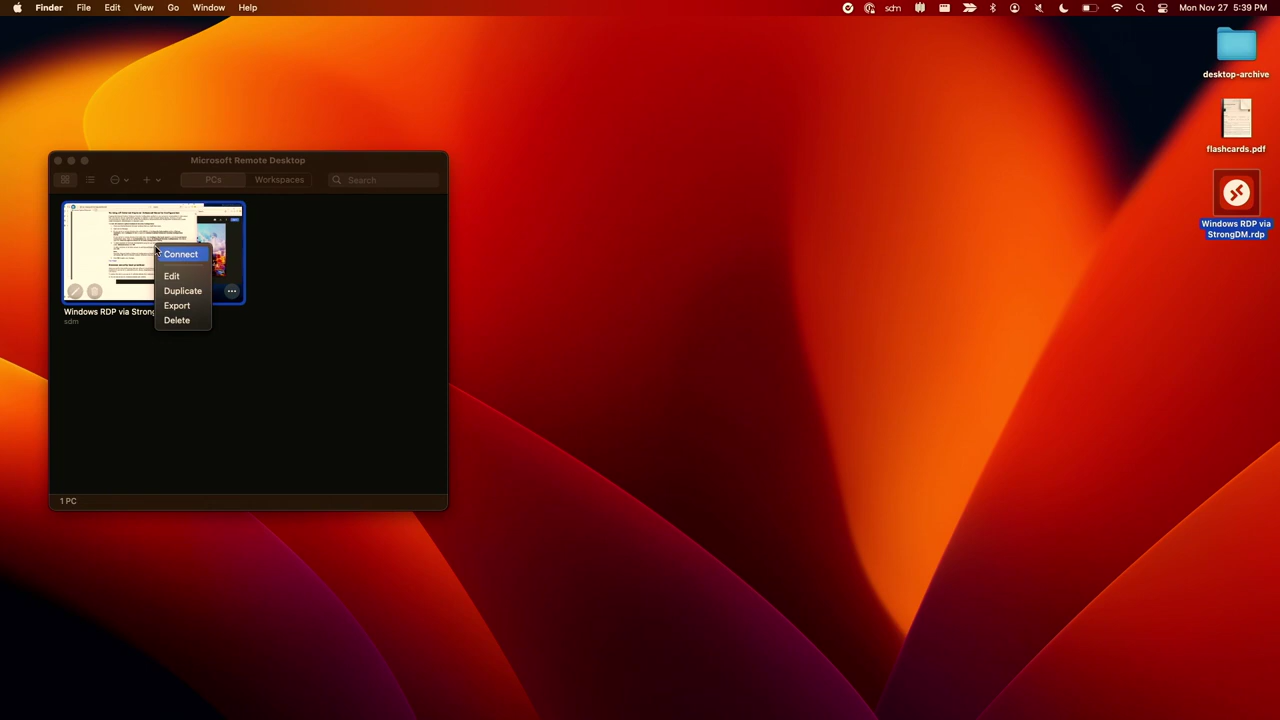 Finder File Edit View Go Window Help
sdm Mon Nov 27 5:39 PM
desktop-archive
flashcards.pdf
Windows RDP via
StrongDM.rdp
Microsoft Remote Desktop
PCs Workspaces Search
Connect
Edit
Duplicate
Export
Delete
Windows RDP via Strong
sdm
1 PC